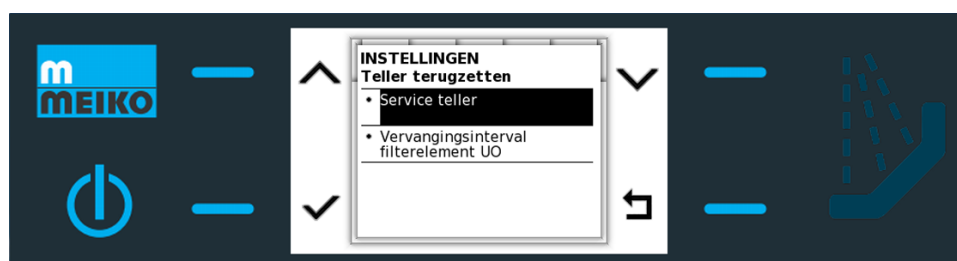 m
MEIKO
INSTELLINGEN
Teller terugzetten
• Service teller
• Vervangingsinterval
filterelement UO